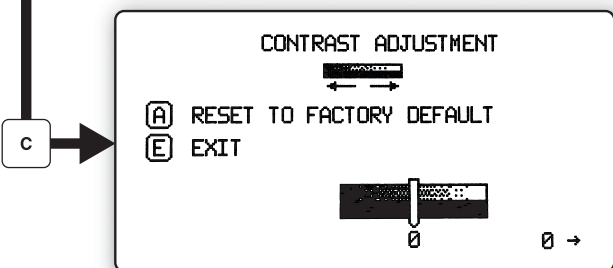 CONTRAST ADJUSTMENT
A RESET TO FACTORY DEFAULT
C
E EXIT
0
0 →